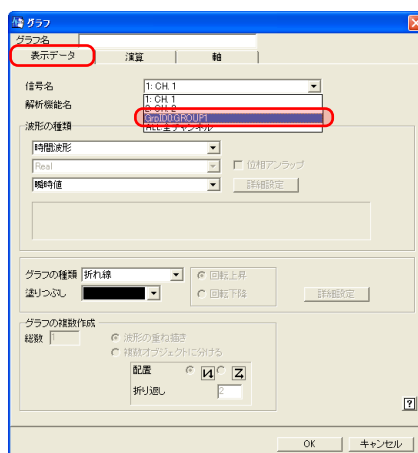 グラフ
グラフ名
表示データ 演算 軸
信号名 1: CH. 1
1: CH. 1
解析機能名 2: CH. 2
GrpID0:GROUP1
ALL:全チャンネル
波形の種類
時間波形
Real 位相アンラップ
瞬時値 詳細設定
グラフの種類 折れ線 回転上昇
塗りつぶし 回転下降 詳細設定
グラフの複数作成
総数 1 波形の重ね描き
複数オブジェクトに分ける
配置
折り返し 2
?
OK キャンセル